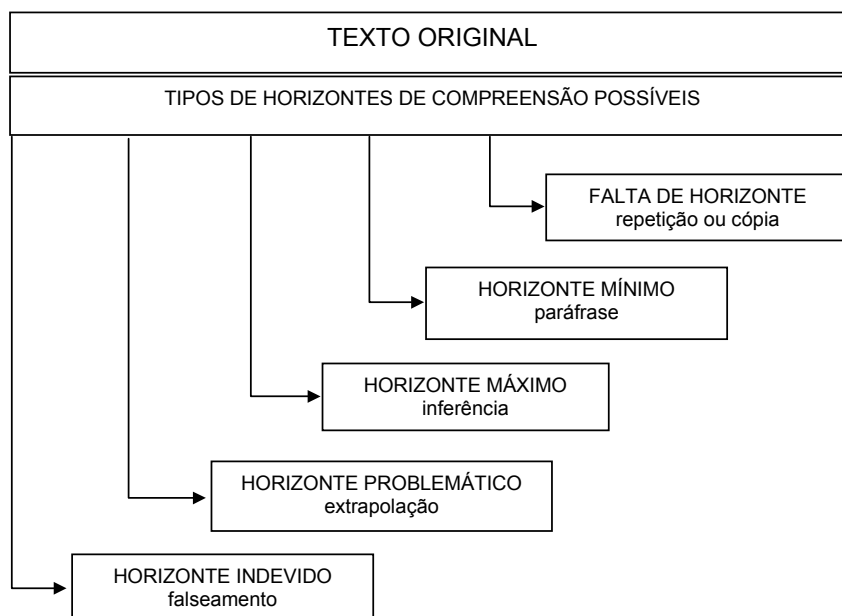 TEXTO ORIGINAL
TIPOS DE HORIZONTES DE COMPREENSÃO POSSÍVEIS
FALTA DE HORIZONTE
repetição ou cópia
HORIZONTE MÍNIMO
paráfrase
HORIZONTE MÁXIMO
inferência
HORIZONTE PROBLEMÁTICO
extrapolação
HORIZONTE INDEVIDO
falseamento